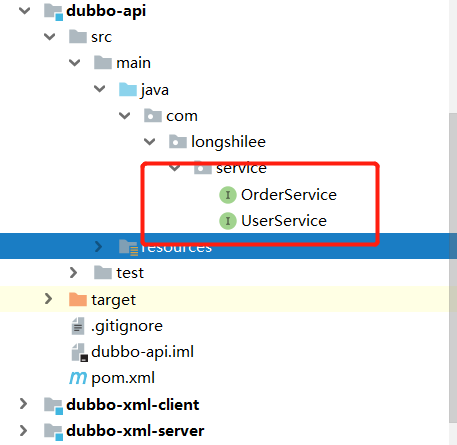 dubbo-api
src
main
java
com
longshilee
service
OrderService
UserService
resources
test
target
.gitignore
dubbo-api.iml
pom.xml
dubbo-xml-client
dubbo-xml-server